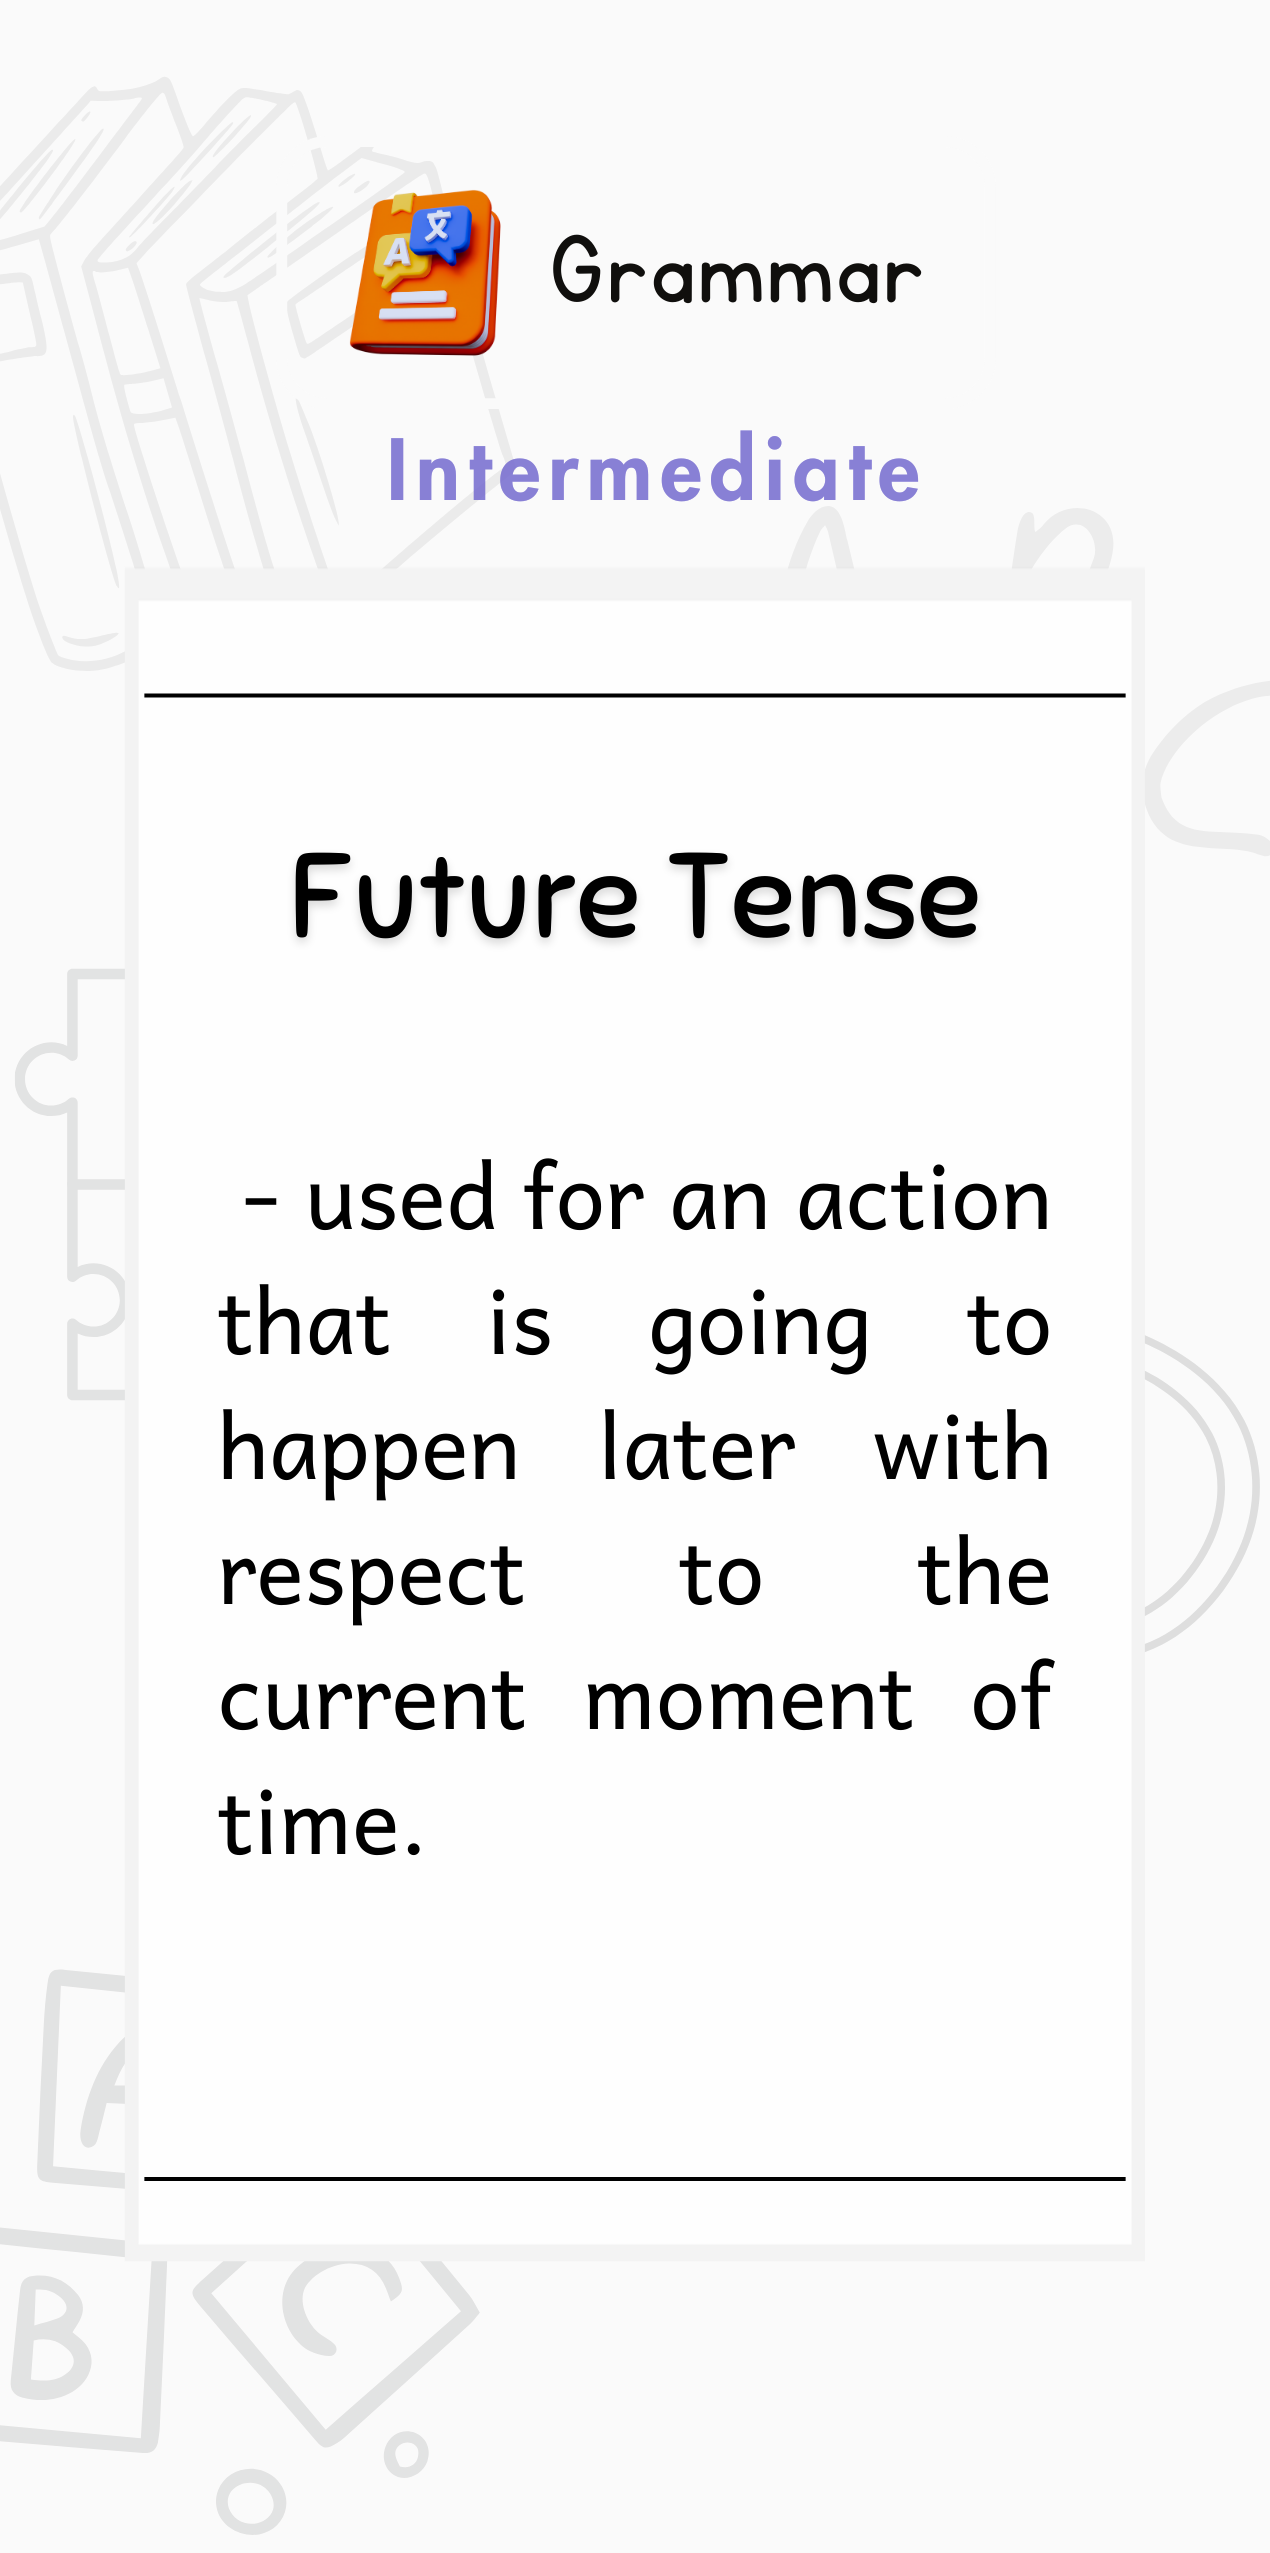 A 文
Grammar
Intermediate
Future Tense
- used for an action
that is going to
happen later with
respect to the
current moment of
time.
A
B
C